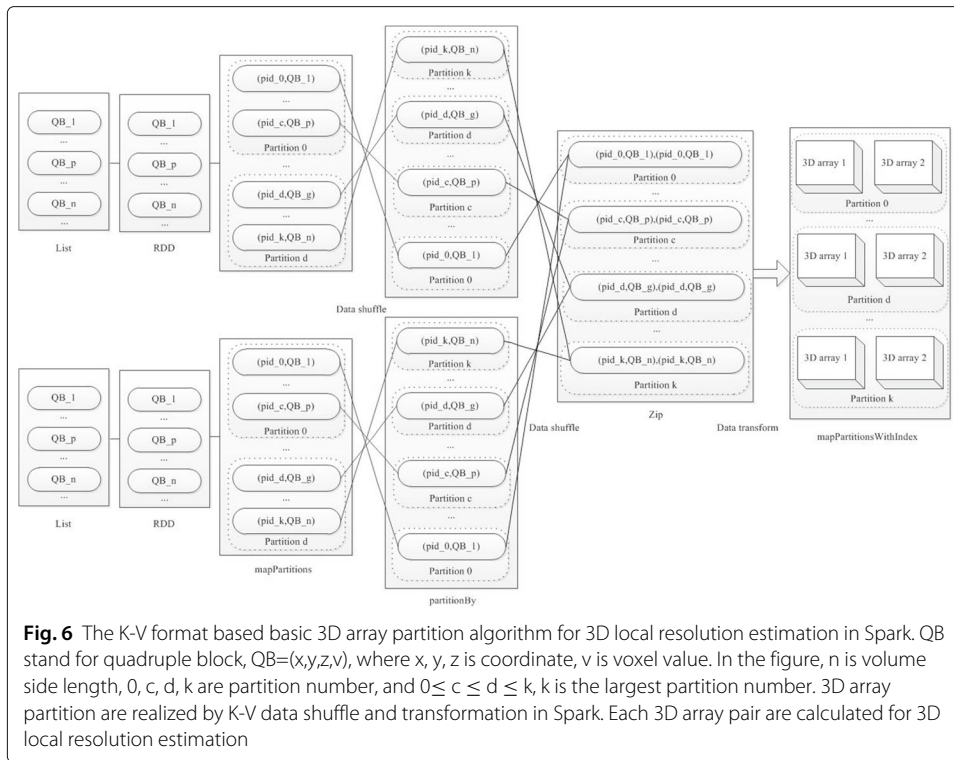 QB_1
...
QB_p
...
QB_n
...
List
QB_1
...
QB_p
...
QB_n
...
RDD
(pid_0,QB_1)
...
(pid_c,QB_p)
Partition 0
...
(pid_d,QB_g)
...
(pid_k,QB_n)
Partition d
(pid_k,QB_n)
Partition k
...
(pid_d,QB_g)
Partition d
...
(pid_c,QB_p)
Partition c
...
(pid_0,QB_1)
Partition 0
Data shuffle
QB_1
...
QB_p
...
QB_n
...
List
QB_1
...
QB_p
...
QB_n
...
RDD
(pid_0,QB_1)
...
(pid_c,QB_p)
Partition 0
...
(pid_d,QB_g)
...
(pid_k,QB_n)
Partition d
mapPartitions
(pid_k,QB_n)
Partition k
...
(pid_d,QB_g)
Partition d
...
(pid_c,QB_p)
Partition c
...
(pid_0,QB_1)
Partition 0
partitionBy
Data shuffle
(pid_0,QB_1),(pid_0,QB_1)
Partition 0
...
(pid_c,QB_p),(pid_c,QB_p)
Partition c
...
(pid_d,QB_g),(pid_d,QB_g)
Partition d
...
(pid_k,QB_n),(pid_k,QB_n)
Partition k
Zip
Data transform
3D array 1
3D array 2
Partition 0
...
3D array 1
3D array 2
Partition d
...
3D array 1
3D array 2
Partition k
mapPartitionsWithIndex
Fig. 6 The K-V format based basic 3D array partition algorithm for 3D local resolution estimation in Spark. QB
stand for quadruple block, QB=(x,y,z,v), where x, y, z is coordinate, v is voxel value. In the figure, n is volume
side length, 0, c, d, k are partition number, and 0≤ c ≤ d ≤ k, k is the largest partition number. 3D array
partition are realized by K-V data shuffle and transformation in Spark. Each 3D array pair are calculated for 3D
local resolution estimation